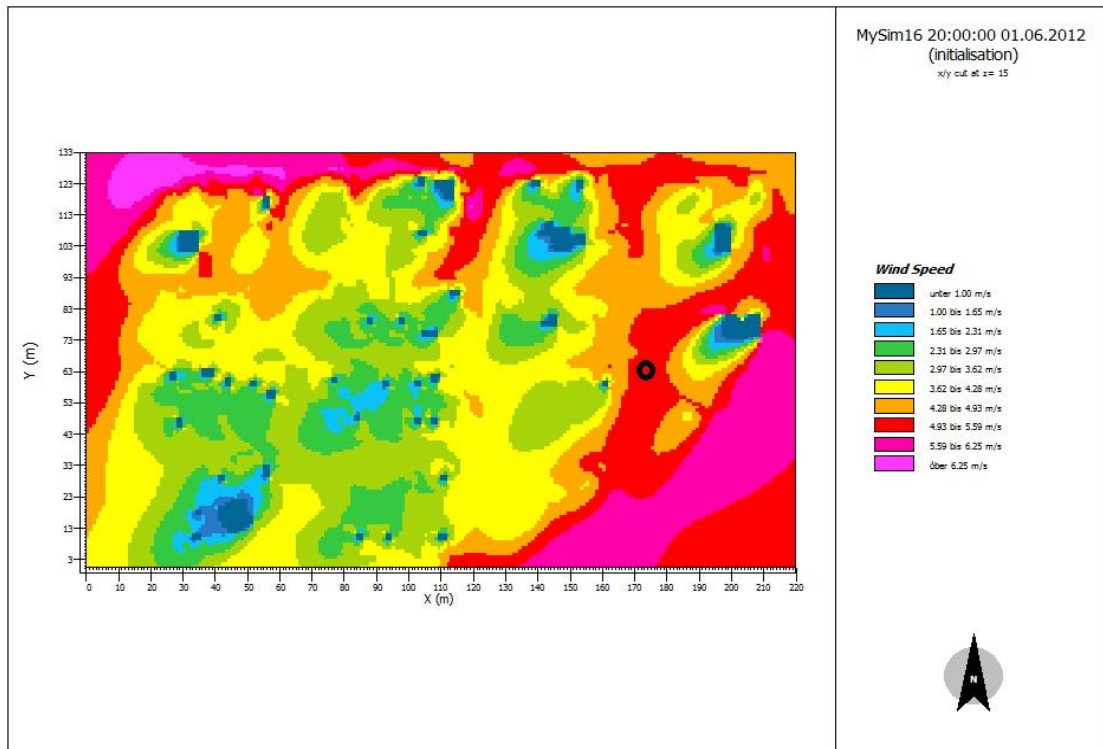 MySim16 20:00:00 01.06.2012
(initialisation)
x/y cut at z= 15
133
123
113
103
93
83
73
63
53
43
33
23
13
3
Y (m)
0 10 20 30 40 50 60 70 80 90 100 110 120 130 140 150 160 170 180 190 200 210 220
X (m)
Wind Speed
unter 1.00 m/s
1.00 bis 1.65 m/s
1.65 bis 2.31 m/s
2.31 bis 2.97 m/s
2.97 bis 3.62 m/s
3.62 bis 4.28 m/s
4.28 bis 4.93 m/s
4.93 bis 5.59 m/s
5.59 bis 6.25 m/s
õber 6.25 m/s
N